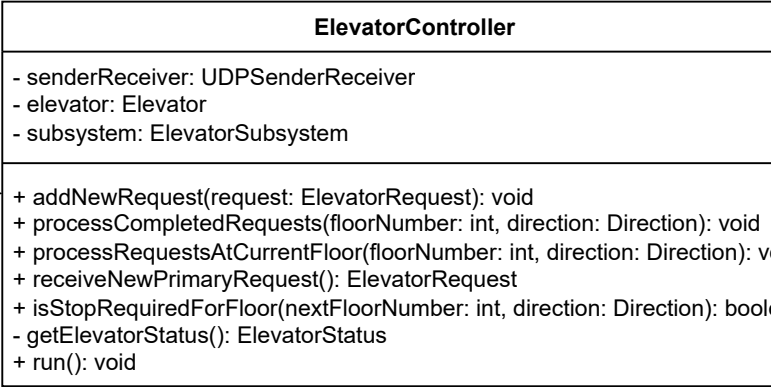 ElevatorController
- senderReceiver: UDPSenderReceiver
- elevator: Elevator
- subsystem: ElevatorSubsystem
+ addNewRequest(request: ElevatorRequest): void
+ processCompletedRequests(floorNumber: int, direction: Direction): void
+ processRequestsAtCurrentFloor(floorNumber: int, direction: Direction):
+ receiveNewPrimaryRequest(): ElevatorRequest
+ isStopRequiredForFloor(nextFloorNumber: int, direction: Direction):
- getElevatorStatus(): ElevatorStatus
+ run(): void